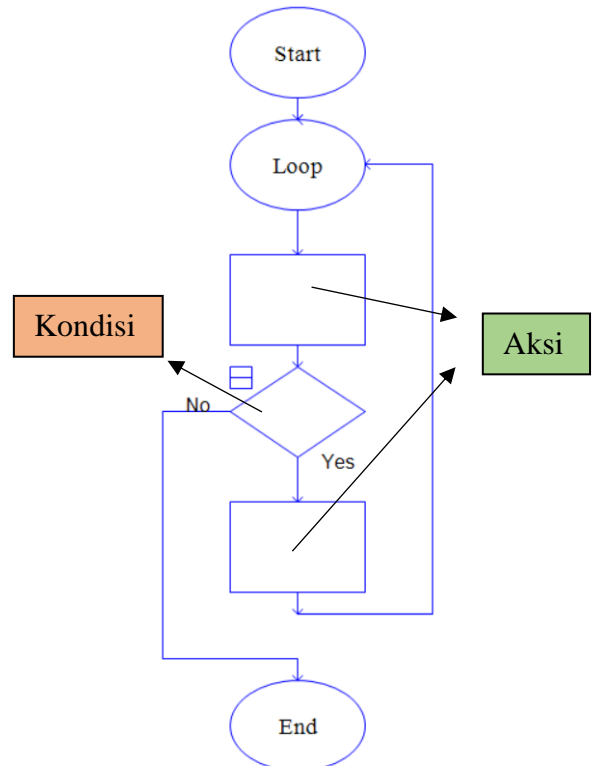 Start
Loop
Kondisi
Aksi
No
Yes
End